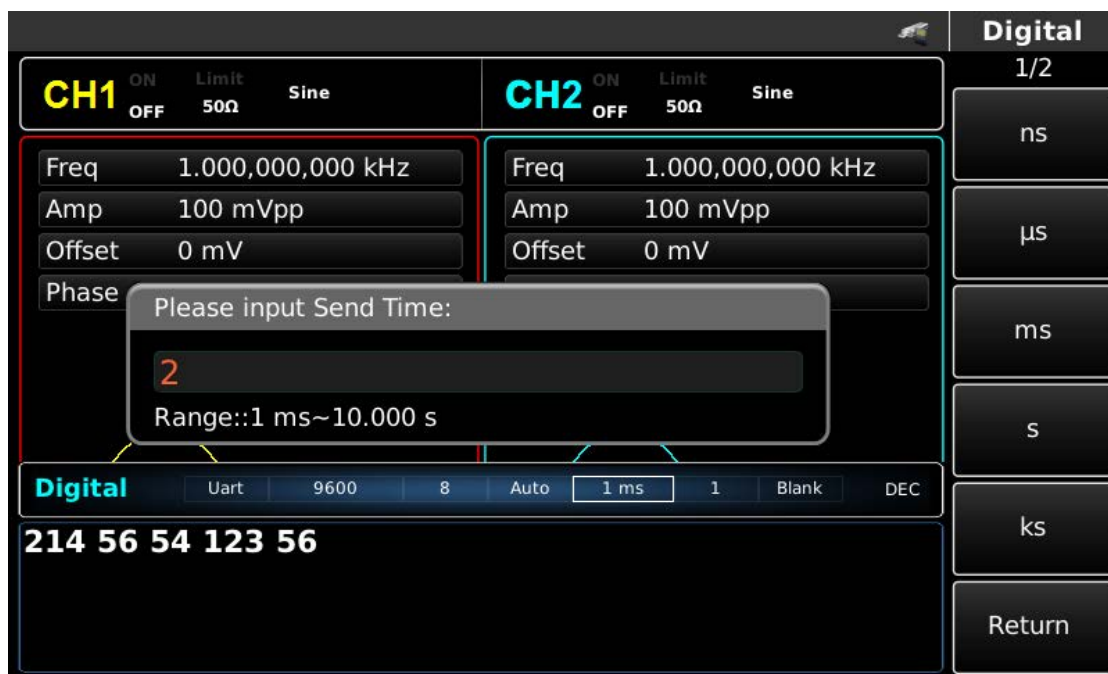 Digital
1/2
CH1 ON OFF Limit 50Ω Sine
CH2 ON OFF Limit 50Ω Sine
ns
Freq 1.000,000,000 kHz
Freq 1.000,000,000 kHz
Amp 100 mVpp
Amp 100 mVpp
µs
Offset 0 mV
Offset 0 mV
Phase
Please input Send Time:
ms
2
Range::1 ms~10.000 s
s
Digital Uart 9600 8 Auto 1 ms 1 Blank DEC
214 56 54 123 56
ks
Return